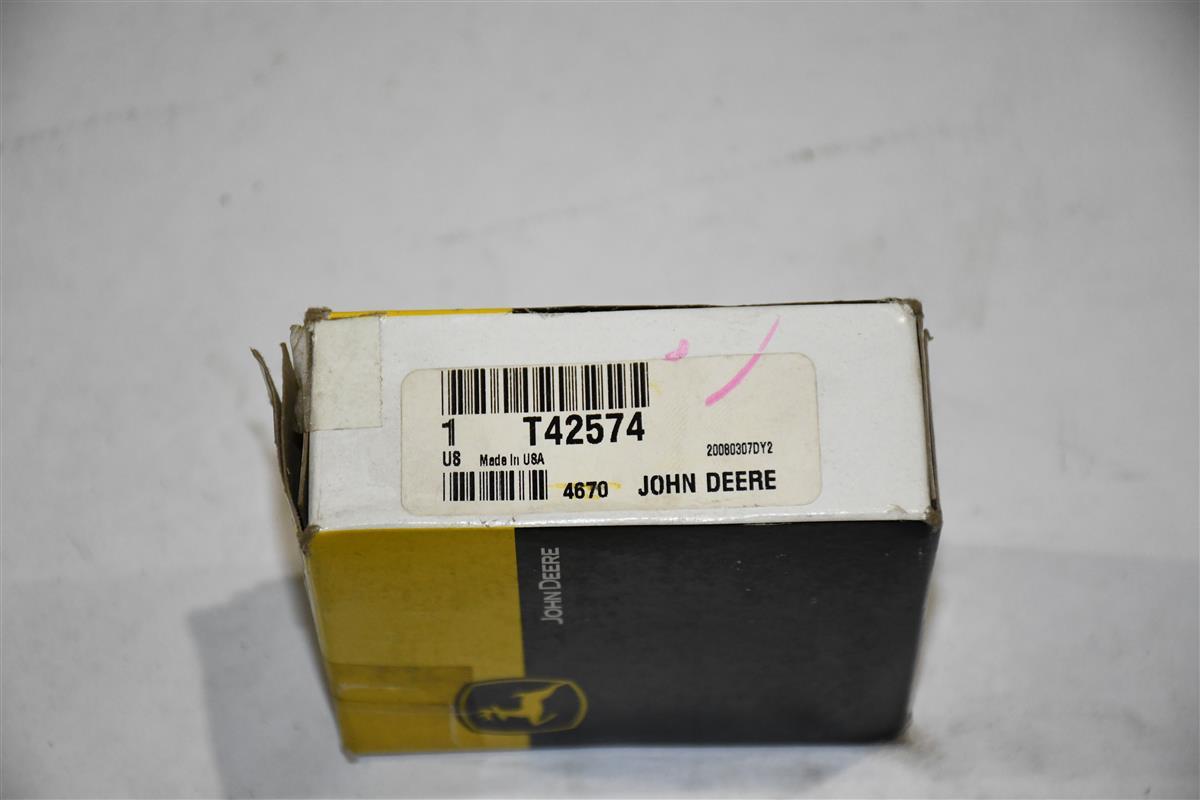 1 T42574
US Made In USA 20080307DY2
4670 JOHN DEERE
JOHN DEERE